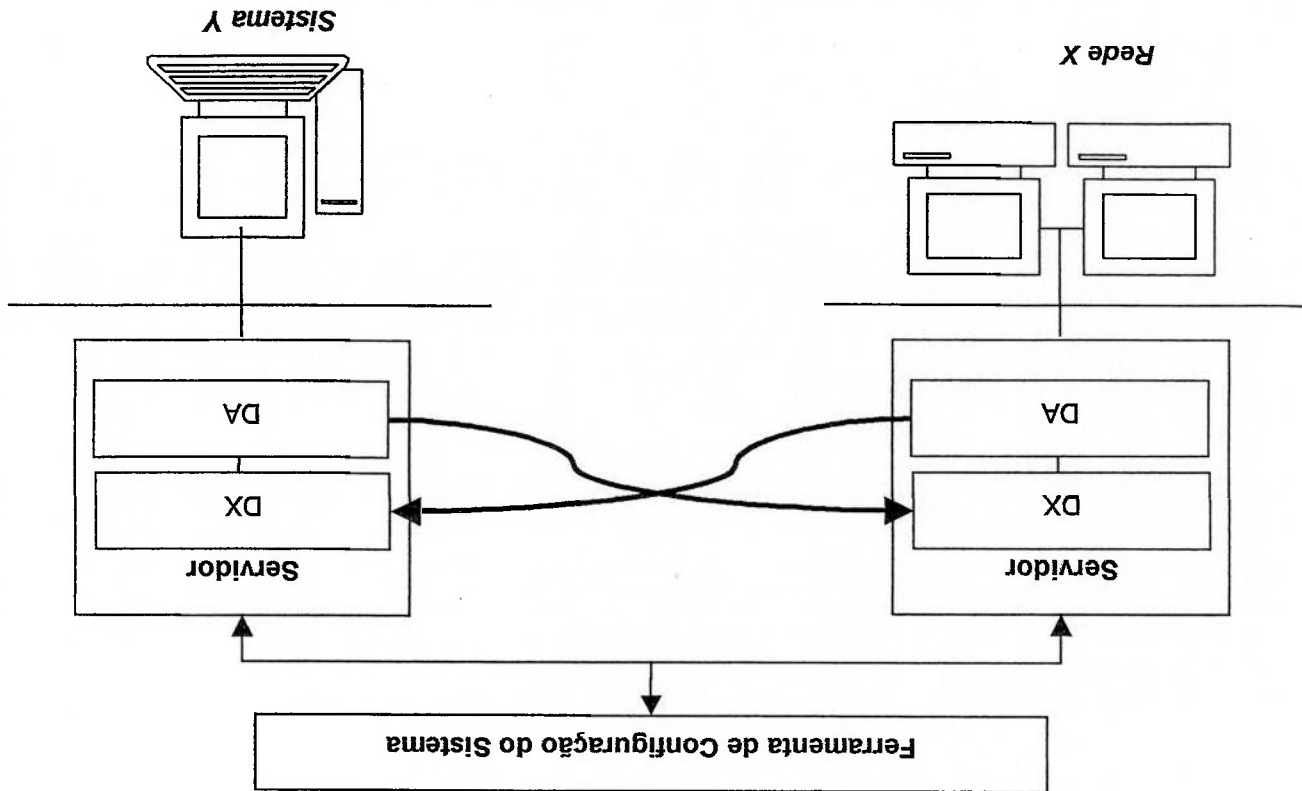 Ferramenta de Configuração do Sistema
Servidor
DX
DA
Rede X
Servidor
DX
DA
Sistema Y